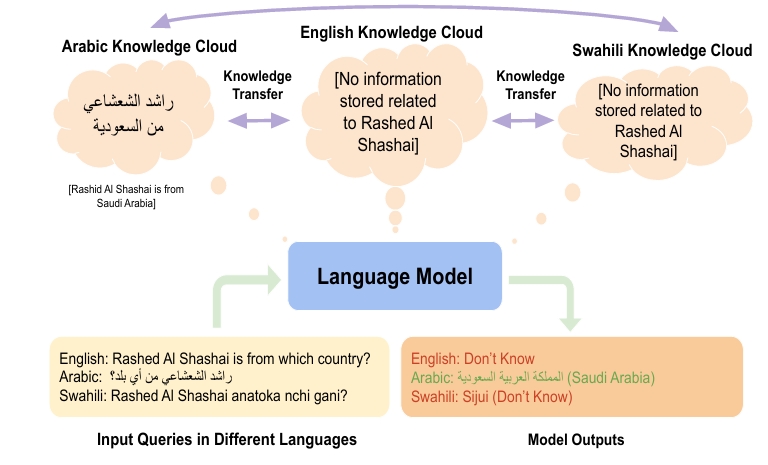 Arabic Knowledge Cloud
English Knowledge Cloud
Swahili Knowledge Cloud
راشد الشعشاعي
من السعودية
[Rashid Al Shashai is from
Saudi Arabia]
Knowledge
Transfer
[No information
stored related
to Rashed Al
Shashai]
Knowledge
Transfer
[No information
stored related to
Rashed Al
Shashai]
Language Model
English: Rashed Al Shashai is from which country?
Arabic: راشد الشعشاعي من أي بلد؟
Swahili: Rashed Al Shashai anatoka nchi gani?
Input Queries in Different Languages
English: Don't Know
Arabic: المملكة العربية السعودية (Saudi Arabia)
Swahili: Sijui (Don't Know)
Model Outputs